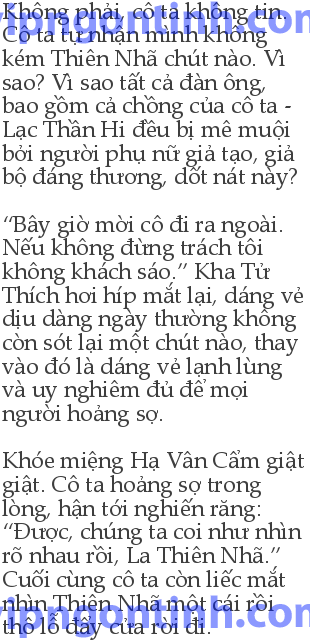 Không phải, cô ta không tin.
Cô ta tự nhận mình không
kém Thiên Nhã chút nào. Vì
sao? Vì sao tất cả đàn ông,
bao gồm cả chồng của cô ta -
Lạc Thần Hi đều bị mê muội
bởi người phụ nữ giả tạo, giả
bộ đáng thương, dốt nát này?
“Bây giờ mời cô đi ra ngoài.
Nếu không đừng trách tôi
không khách sáo.” Kha Tử
Thích hơi híp mắt lại, dáng vẻ
dịu dàng ngày thường không
còn sót lại một chút nào, thay
vào đó là dáng vẻ lạnh lùng
và uy nghiêm đủ để mọi
người hoảng sợ.
Khóe miệng Hạ Vân Cẩm giật
giật. Cô ta hoảng sợ trong
lòng, hận tới nghiến răng:
“Được, chúng ta coi như nhìn
rõ nhau rồi, La Thiên Nhã.”
Cuối cùng cô ta còn liếc mắt
nhìn Thiên Nhã một cái rồi
thô lỗ đẩy cửa rời đi.
vipngontinh.com
vipngontinh.com